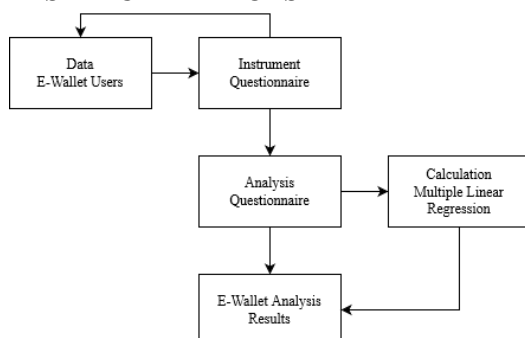 Data
E-Wallet Users
Instrument
Questionnaire
Analysis
Questionnaire
Calculation
Multiple Linear
Regression
E-Wallet Analysis
Results